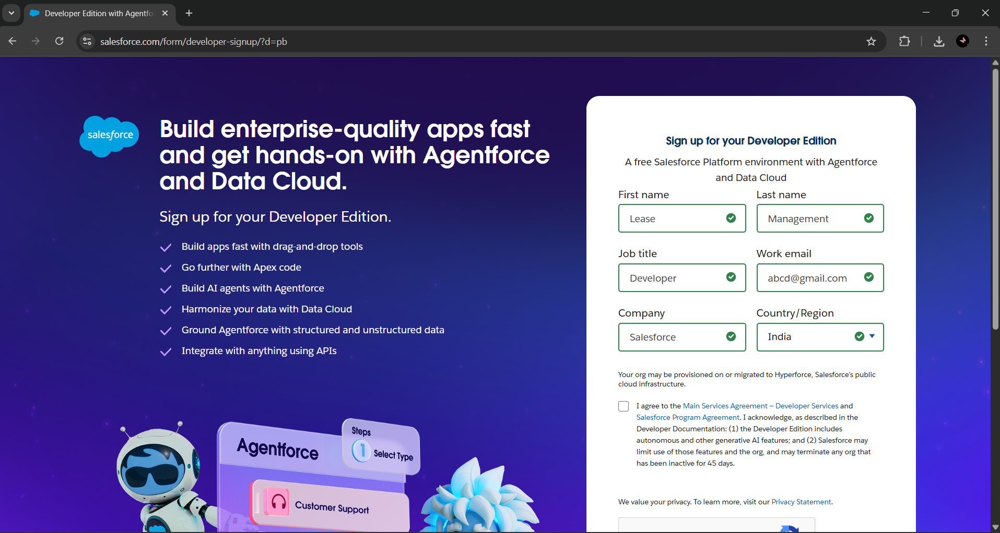 Developer Edition with Agentfo
salesforce.com/form/developer-signup/?d=pb
salesforce
Build enterprise-quality apps fast
and get hands-on with Agentforce
and Data Cloud.
Sign up for your Developer Edition.
Build apps fast with drag-and-drop tools
Go further with Apex code
Build AI agents with Agentforce
Harmonize your data with Data Cloud
Ground Agentforce with structured and unstructured data
Integrate with anything using APIs
Agentforce
Steps
1 Select Type
Customer Support
Sign up for your Developer Edition
A free Salesforce Platform environment with Agentforce
and Data Cloud
First name Last name
Lease Management
Job title Work email
Developer abcd@gmail.com
Company Country/Region
Salesforce India
Your org may be provisioned on or migrated to Hyperforce, Salesforce's public
cloud infrastructure.
I agree to the Main Services Agreement – Developer Services and
Salesforce Program Agreement. I acknowledge, as described in the
Developer Documentation: (1) the Developer Edition includes
autonomous and other generative AI features; and (2) Salesforce may
limit use of those features and the org, and may terminate any org that
has been inactive for 45 days.
We value your privacy. To learn more, visit our Privacy Statement.